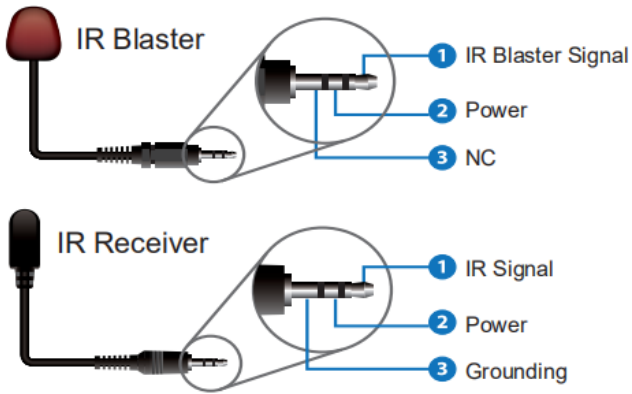 IR Blaster
1 IR Blaster Signal
2 Power
3 NC
IR Receiver
1 IR Signal
2 Power
3 Grounding